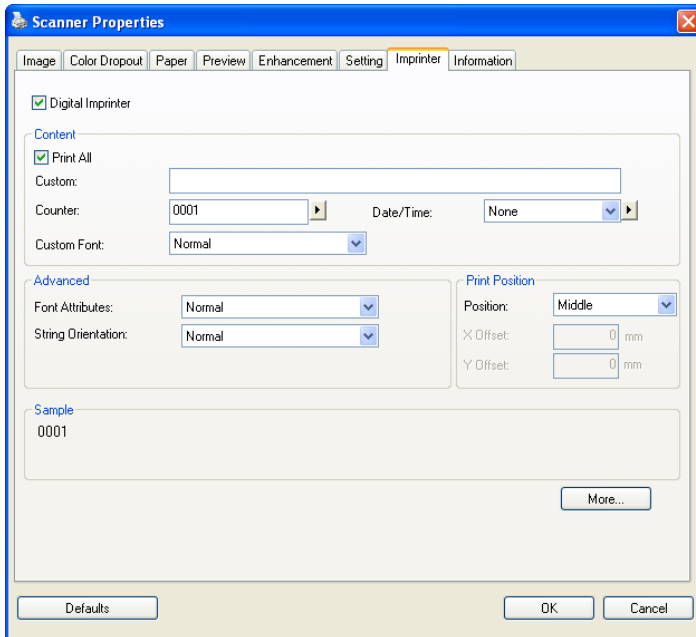 Scanner Properties
Image Color Dropout Paper Preview Enhancement Setting Imprinter Information
Digital Imprinter
Content
Print All
Custom:
Counter: 0001 Date/Time: None
Custom Font: Normal
Advanced
Font Attributes: Normal
String Orientation: Normal
Print Position
Position: Middle
X Offset: 0 mm
Y Offset: 0 mm
Sample
0001
More...
Defaults OK Cancel